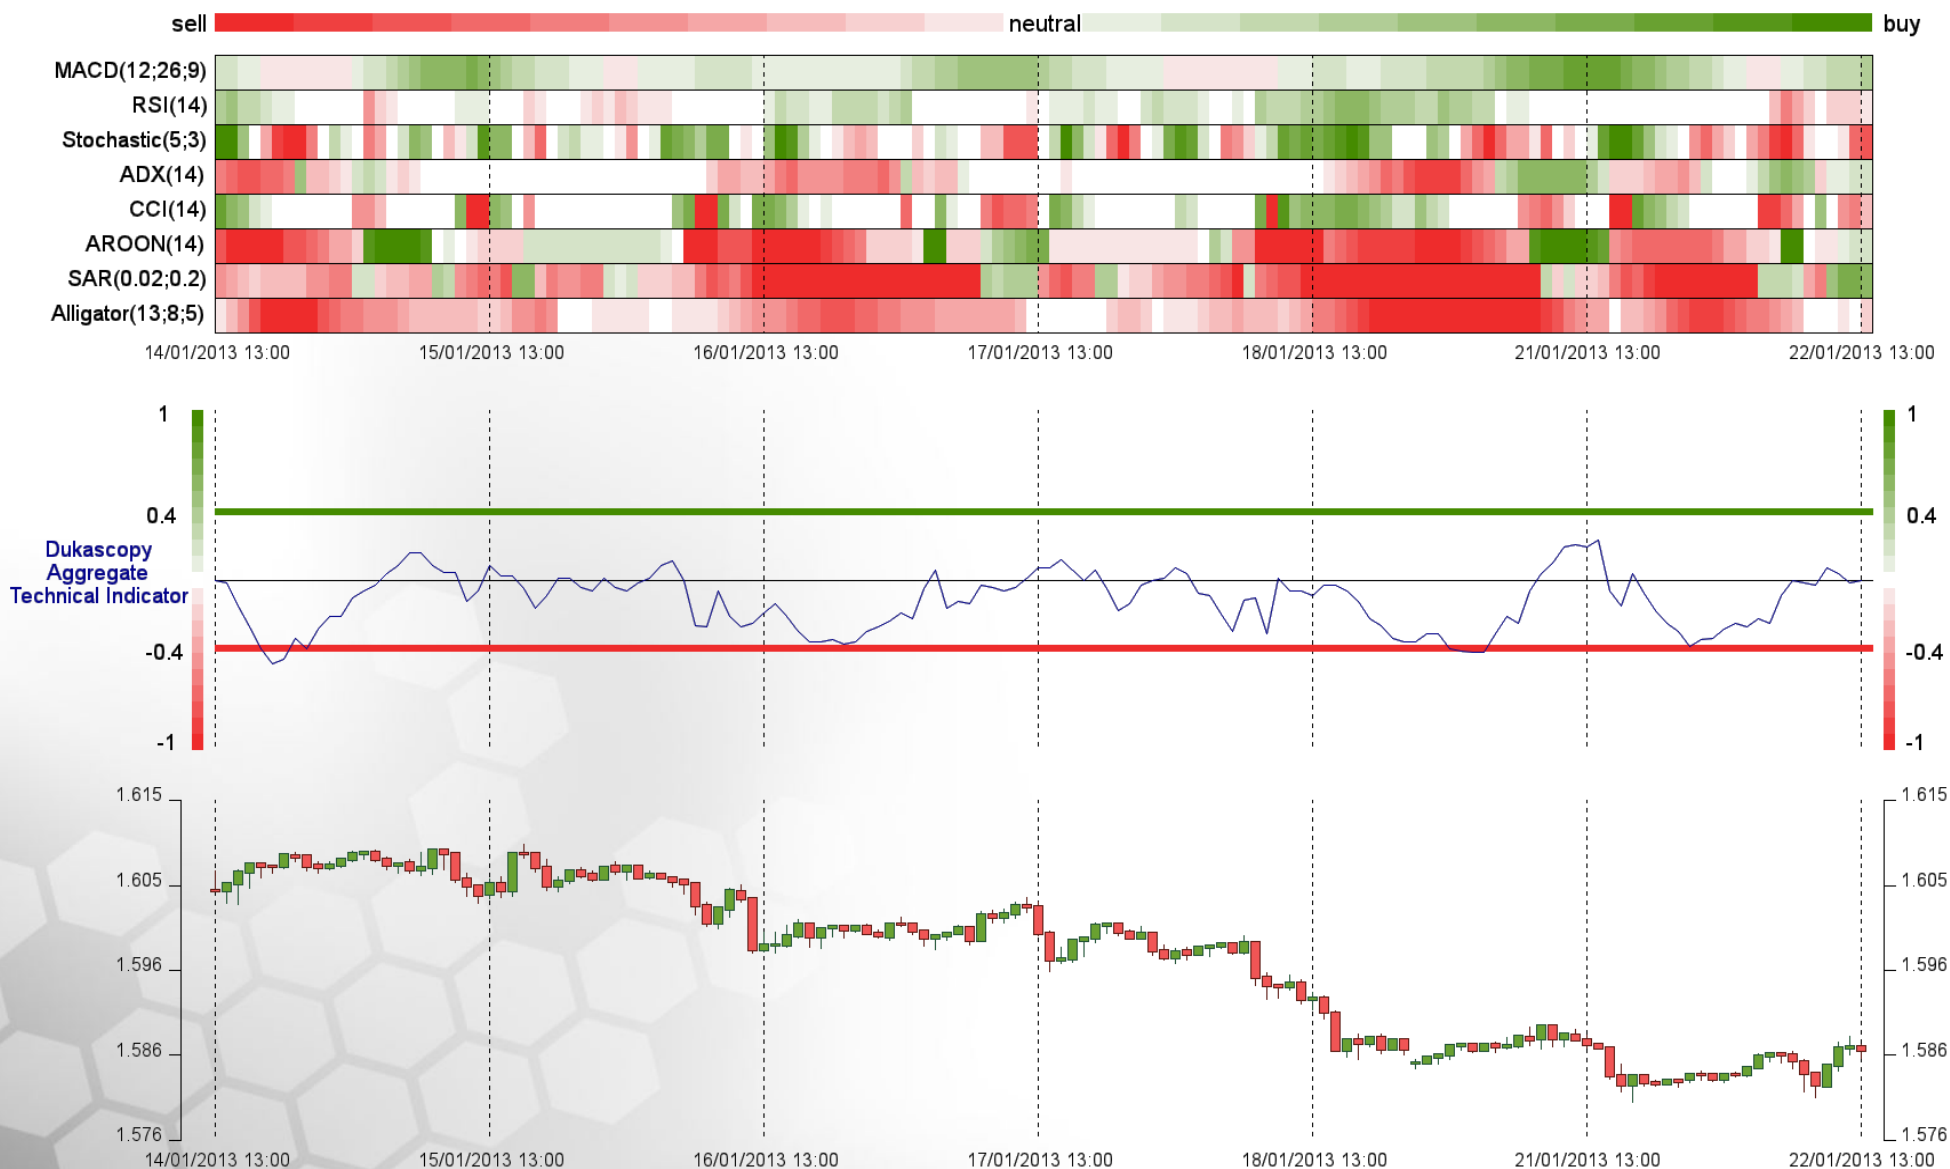 sell neutral buy
MACD(12;26;9)
RSI(14)
Stochastic(5;3)
ADX(14)
CCI(14)
AROON(14)
SAR(0.02;0.2)
Alligator(13;8;5)
14/01/2013 13:00 15/01/2013 13:00 16/01/2013 13:00 17/01/2013 13:00 18/01/2013 13:00 21/01/2013 13:00 22/01/2013 13:00
1 1
0.4 0.4
Dukascopy
Aggregate
Technical Indicator
-0.4 -0.4
-1 -1
1.615 1.615
1.605 1.605
1.596 1.596
1.586 1.586
1.576 1.576
14/01/2013 13:00 15/01/2013 13:00 16/01/2013 13:00 17/01/2013 13:00 18/01/2013 13:00 21/01/2013 13:00 22/01/2013 13:00